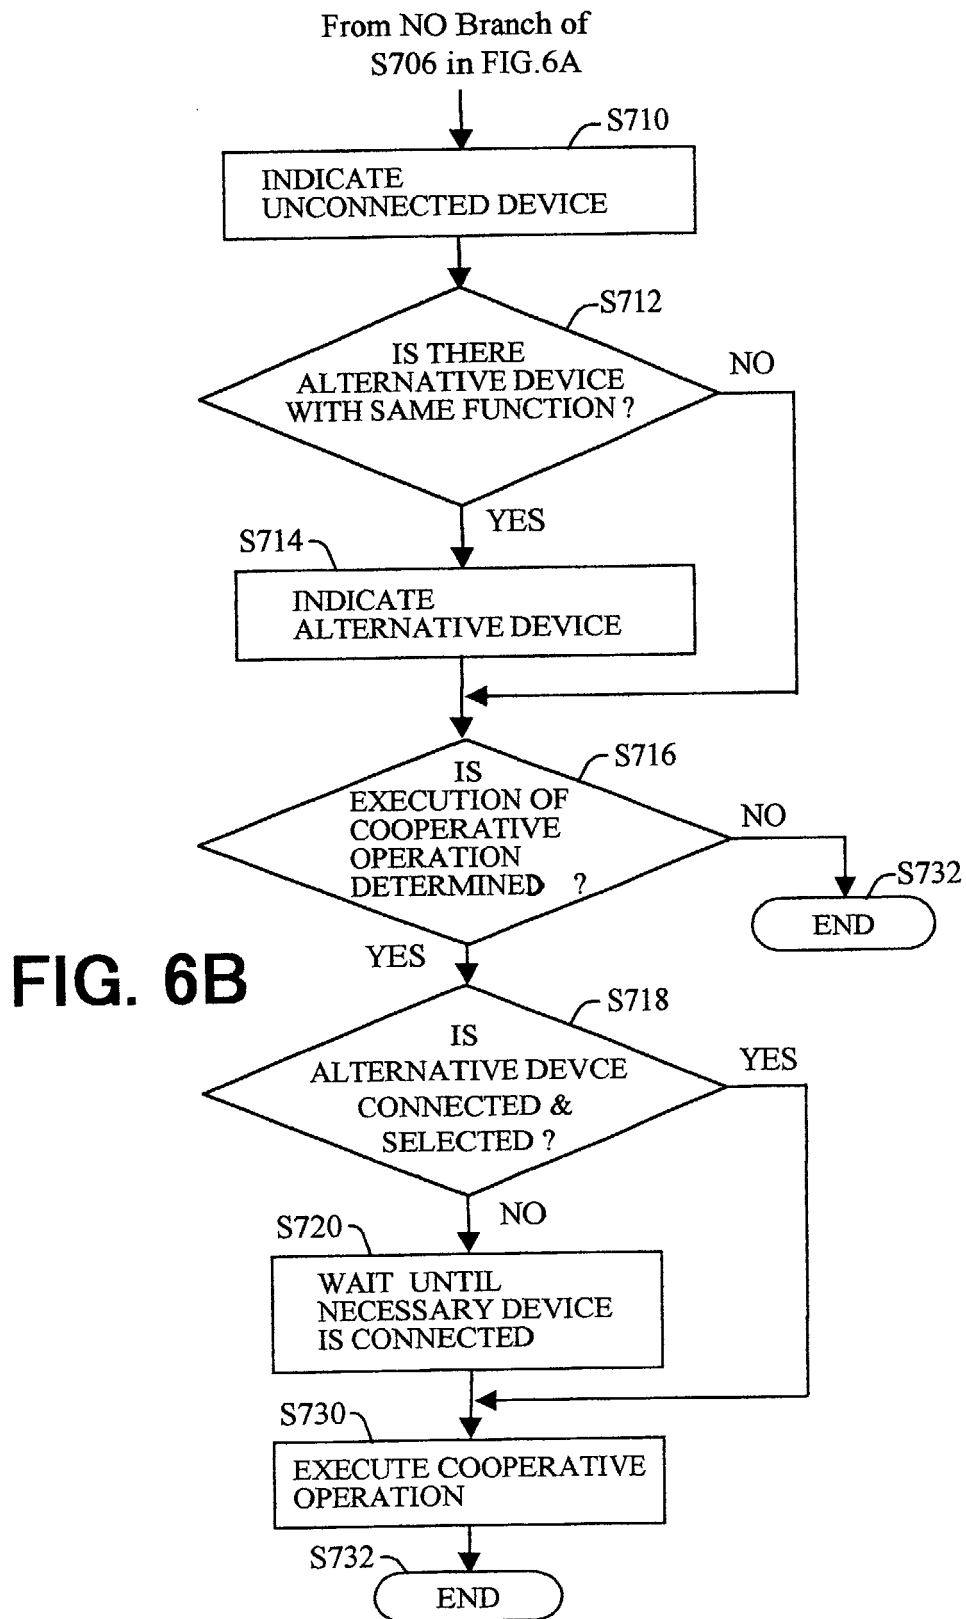 From NO Branch of
S706 in FIG.6A
S710
INDICATE
UNCONNECTED DEVICE
S712
IS THERE
ALTERNATIVE DEVICE
WITH SAME FUNCTION ?
NO
YES
S714
INDICATE
ALTERNATIVE DEVICE
S716
IS
EXECUTION OF
COOPERATIVE
OPERATION
DETERMINED ?
NO
S732
END
YES
FIG. 6B
S718
IS
ALTERNATIVE DEVCE
CONNECTED &
SELECTED ?
YES
NO
S720
WAIT UNTIL
NECESSARY DEVICE
IS CONNECTED
S730
EXECUTE COOPERATIVE
OPERATION
S732
END